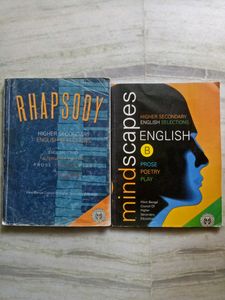 RHAPSODY
HIGHER SECONDARY
ENGLISH SELECTIONS
mindscapes
HIGHER SECONDARY
ENGLISH SELECTIONS
ENGLISH
B
PROSE
POETRY
PLAY
West Bengal
Council Of
Higher
Secondary
Education